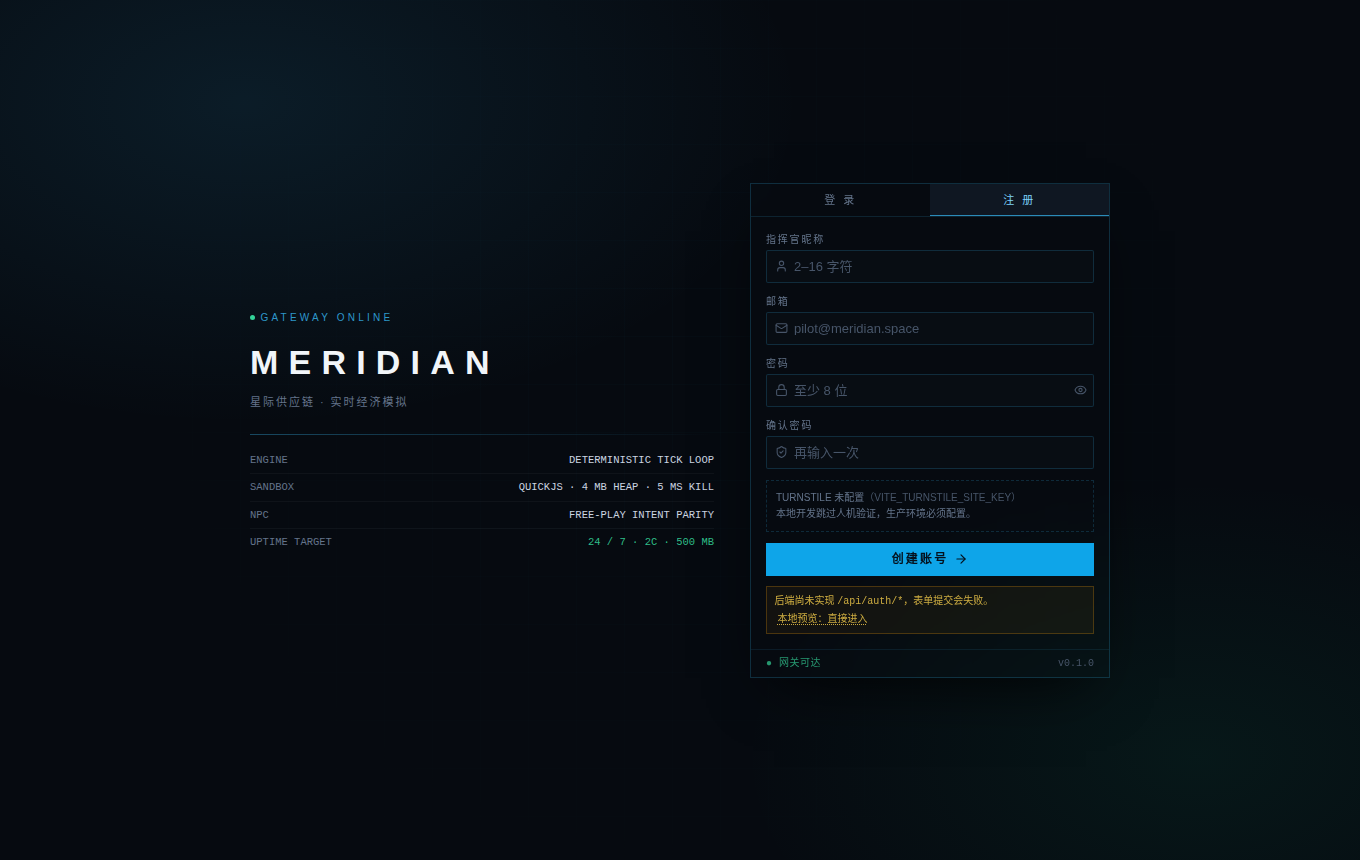 GATEWAY ONLINE
MERIDIAN
星际供应链 · 实时经济模拟
ENGINE DETERMINISTIC TICK LOOP
SANDBOX QUICKJS · 4 MB HEAP · 5 MS KILL
NPC FREE-PLAY INTENT PARITY
UPTIME TARGET 24 / 7 · 2C · 500 MB
登录 注册
指挥官昵称
2–16 字符
邮箱
pilot@meridian.space
密码
至少 8 位
确认密码
再输入一次
TURNSTILE 未配置（VITE_TURNSTILE_SITE_KEY）
本地开发跳过人机验证，生产环境必须配置。
创建账号
后端尚未实现 /api/auth/*，表单提交会失败。
本地预览：直接进入
网关可达 v0.1.0